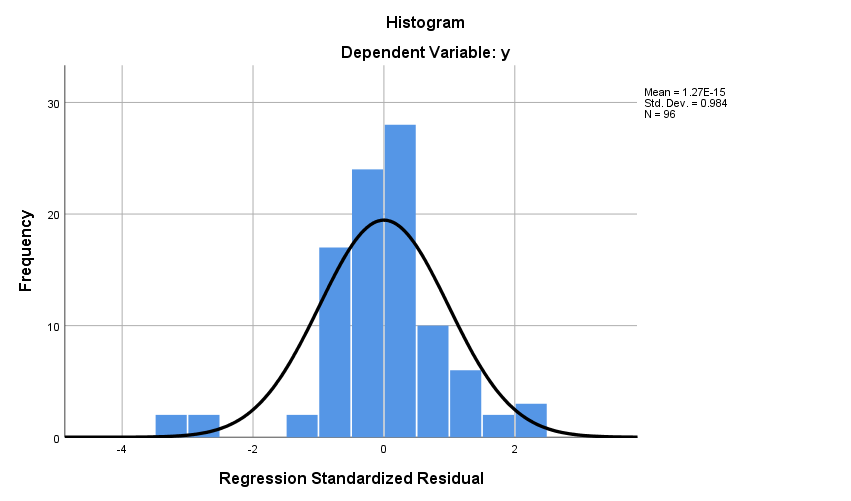 Histogram
Dependent Variable: y
Mean = 1.27E-15
Std. Dev. = 0.984
N = 96
Frequency
30
20
10
0
-4
-2
0
2
Regression Standardized Residual